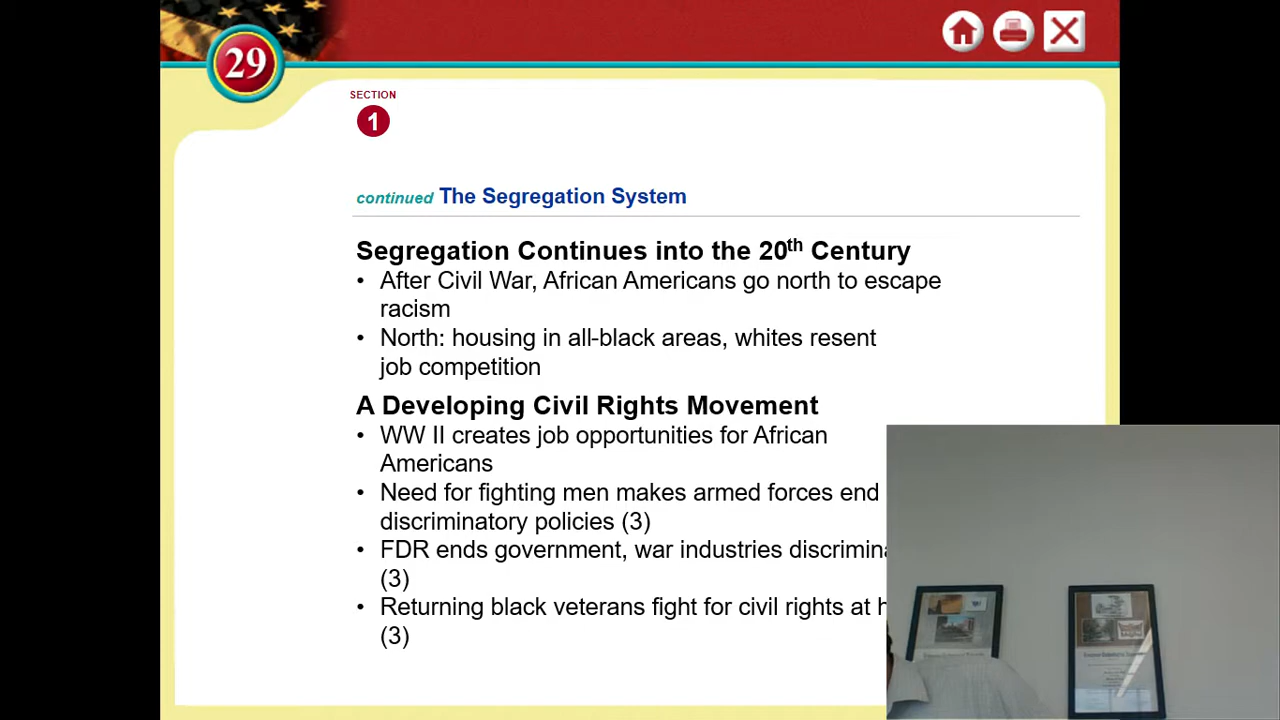 29
SECTION
1
continued The Segregation System
Segregation Continues into the 20th Century
• After Civil War, African Americans go north to escape
racism
• North: housing in all-black areas, whites resent
job competition
A Developing Civil Rights Movement
• WW II creates job opportunities for African
Americans
• Need for fighting men makes armed forces end
discriminatory policies (3)
• FDR ends government, war industries discrimina
(3)
• Returning black veterans fight for civil rights at h
(3)